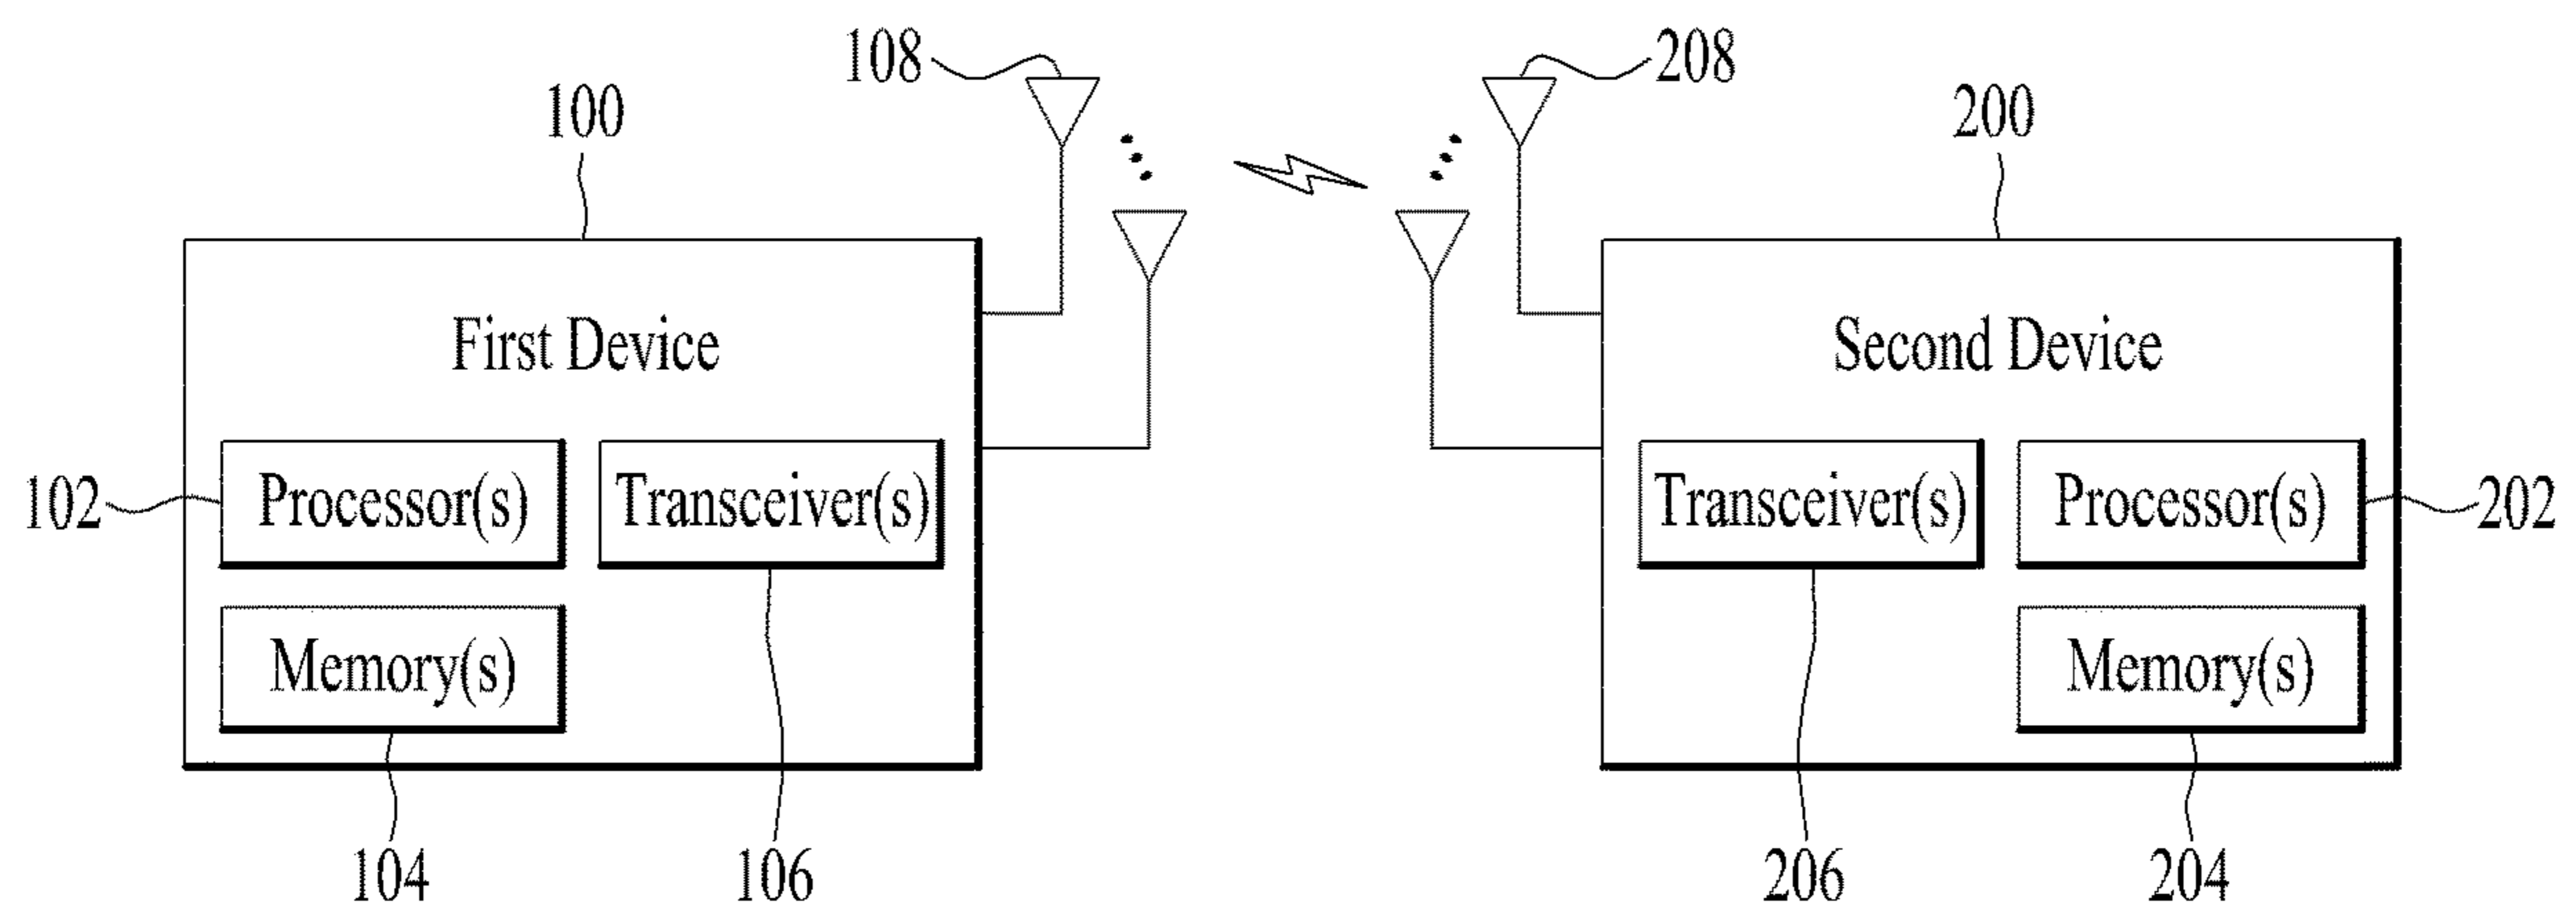 108
208
100
200
First Device
Second Device
102
Processor(s)
Transceiver(s)
Transceiver(s)
Processor(s)
202
Memory(s)
Memory(s)
104
106
206
204